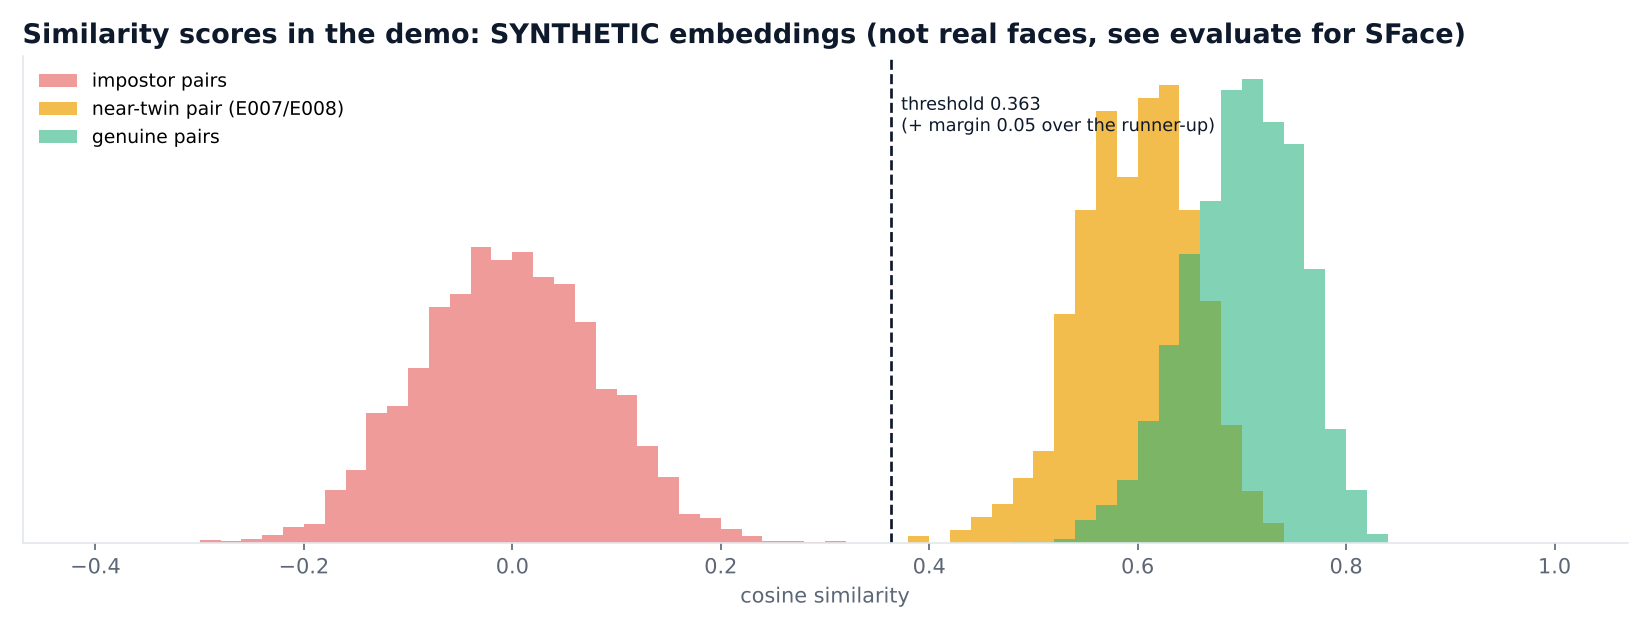 Similarity scores in the demo: SYNTHETIC embeddings (not real faces, see evaluate for SFace)
impostor pairs
near-twin pair (E007/E008)
genuine pairs
threshold 0.363
(+ margin 0.05 over the runner-up)
−0.4 −0.2 0.0 0.2 0.4 0.6 0.8 1.0
cosine similarity